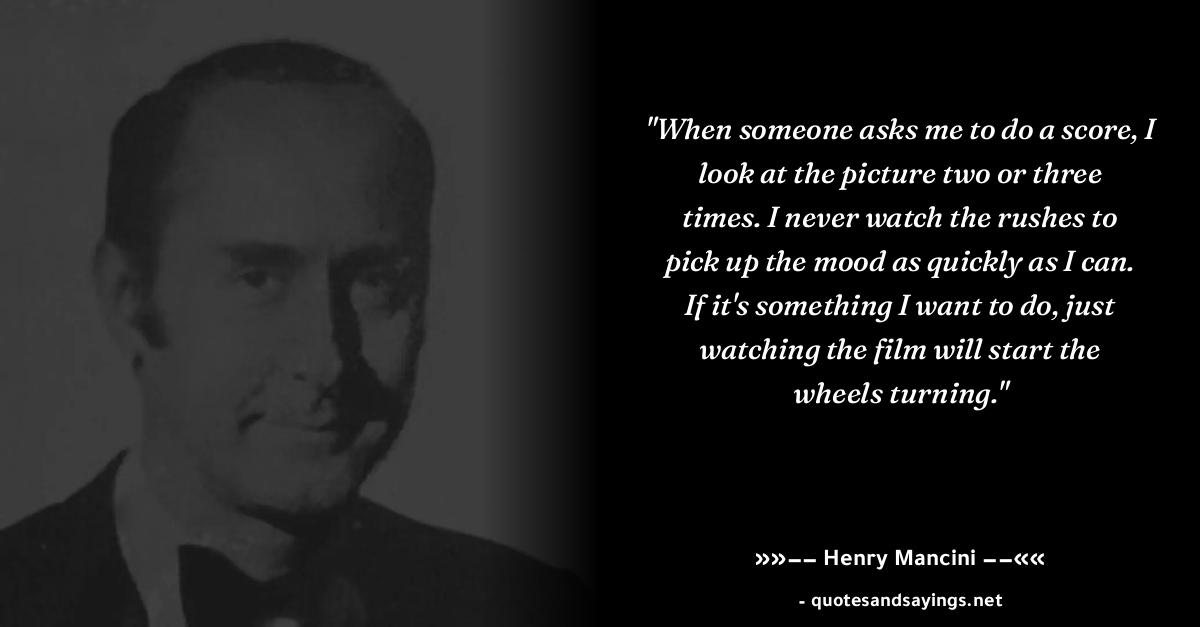 "When someone asks me to do a score, I
look at the picture two or three
times. I never watch the rushes to
pick up the mood as quickly as I can.
If it's something I want to do, just
watching the film will start the
wheels turning."
»»−− Henry Mancini −−««
- quotesandsayings.net